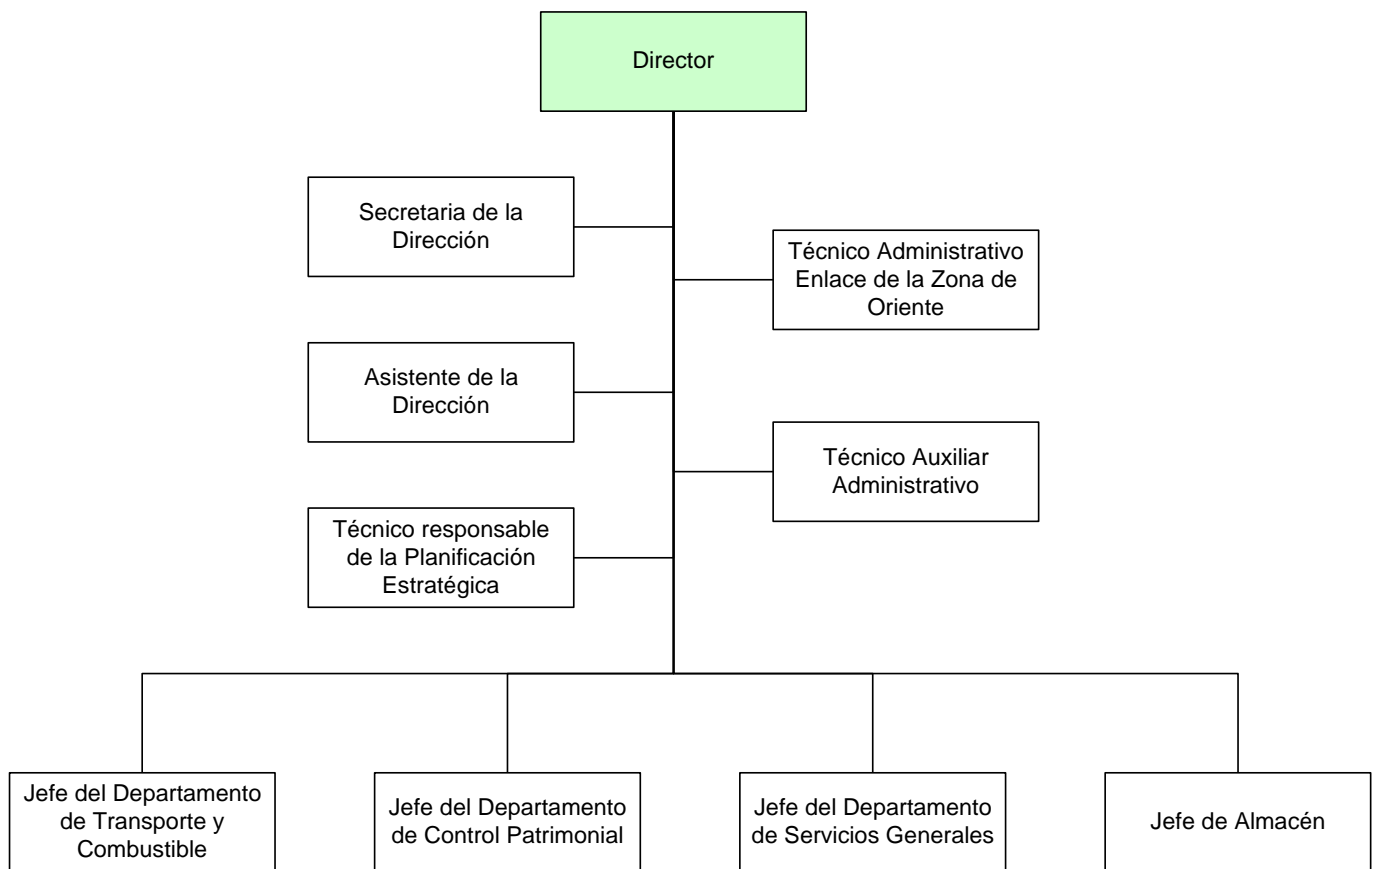 Director
Secretaria de la
Dirección
Técnico Administrativo
Enlace de la Zona de
Oriente
Asistente de la
Dirección
Técnico Auxiliar
Administrativo
Técnico responsable
de la Planificación
Estratégica
Jefe del Departamento
de Transporte y
Combustible
Jefe del Departamento
de Control Patrimonial
Jefe del Departamento
de Servicios Generales
Jefe de Almacén